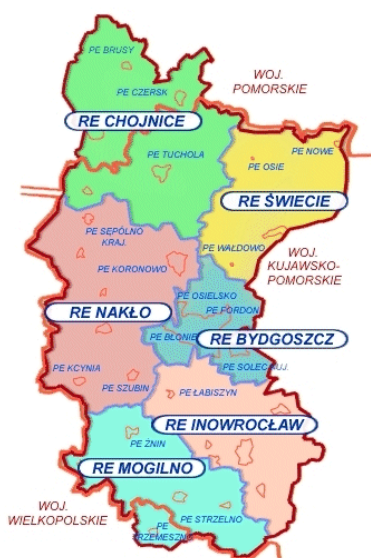 PE BRUSY
WOJ.
POMORSKIE
PE CZERSK
RE CHOJNICE
PE NOWE
PE TUCHOLA
PE OSIE
RE ŚWIECIE
PE SĘPÓLNO
KRAJ.
PE WAŁDOWO
WOJ.
KUJAWSKO-
POMORSKIE
PE KORONOWO
PE OSIELSKO
PE FORDON
RE NAKŁO
PE BŁONIE
RE BYDGOSZCZ
PE KCYNIA
PE SOLEC KUJ.
PE SZUBIN
PE ŁABISZYN
RE INOWROCŁAW
PE ŻNIN
RE MOGILNO
WOJ.
WIELKOPOLSKIE
PE STRZELNO
PE